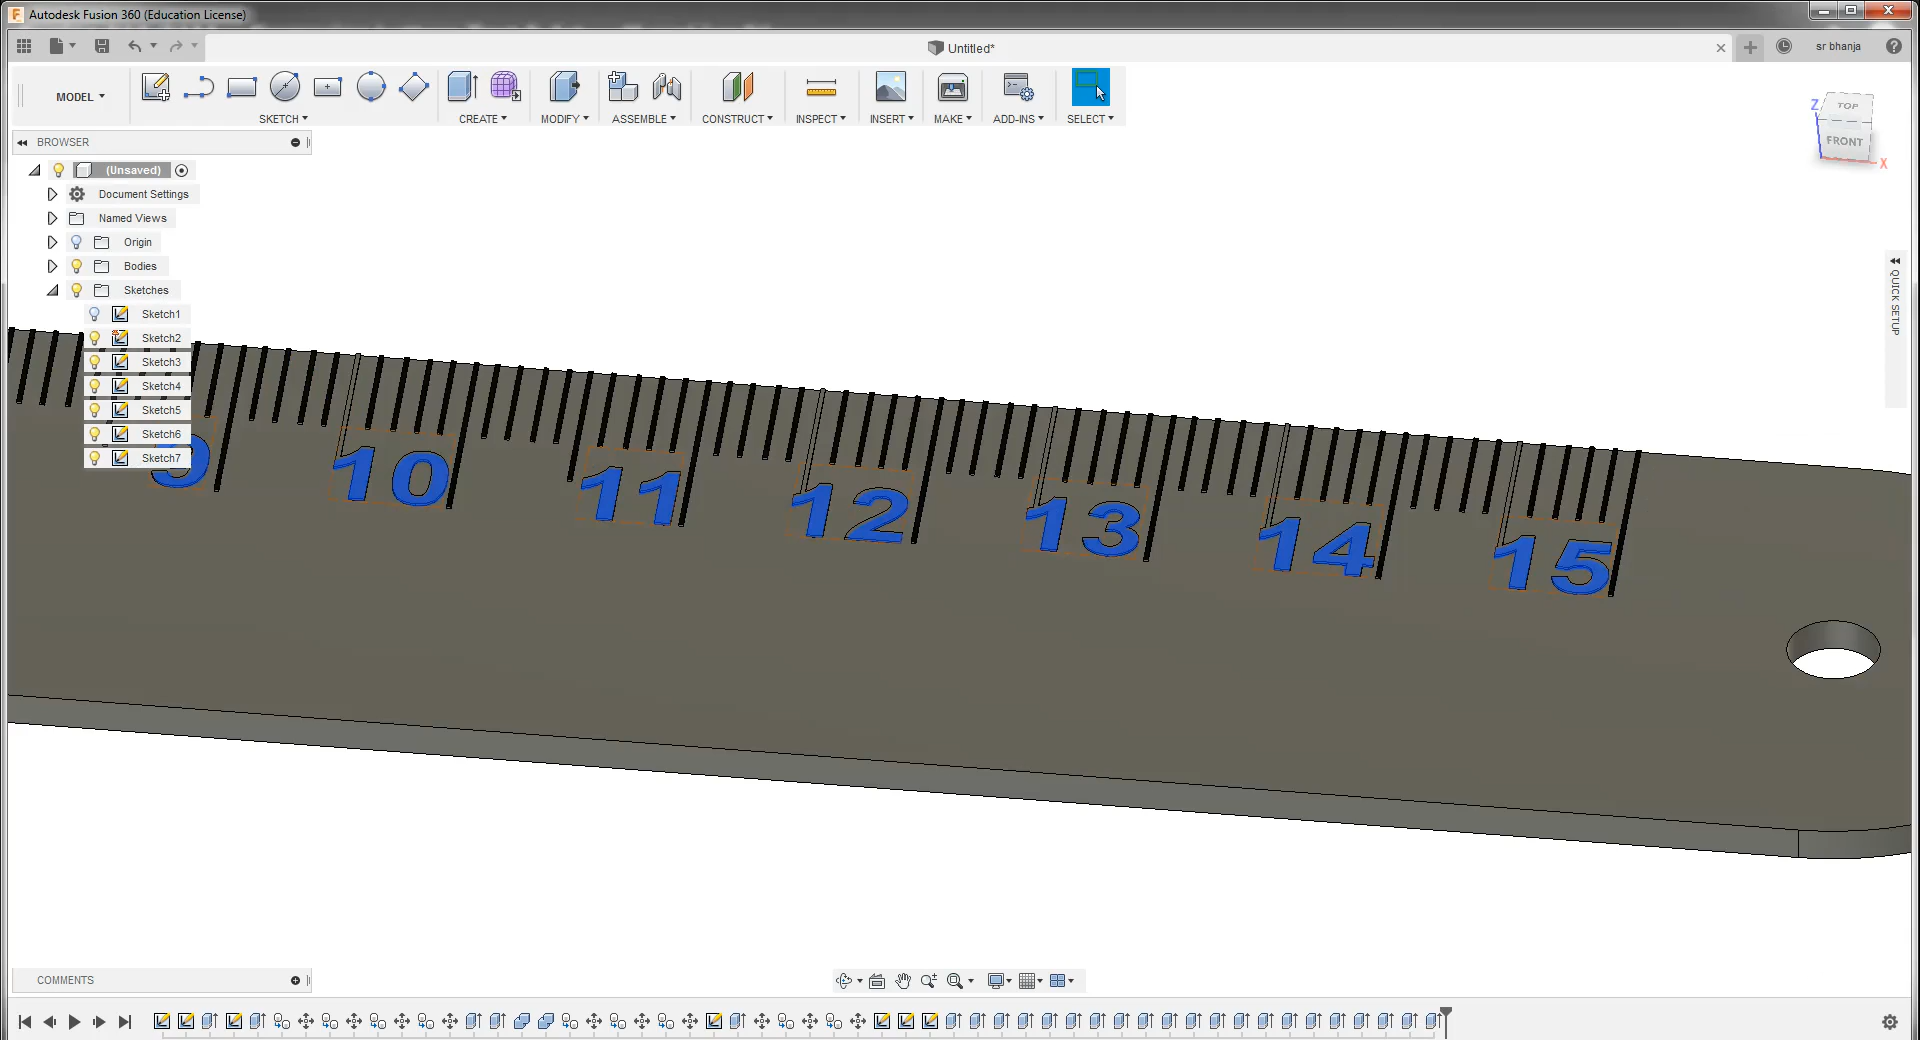 Autodesk Fusion 360 (Education License)
Untitled*
sr bhanja
MODEL
SKETCH
CREATE
MODIFY
ASSEMBLE
CONSTRUCT
INSPECT
INSERT
MAKE
ADD-INS
SELECT
TOP
FRONT
Z
X
BROWSER
(Unsaved)
Document Settings
Named Views
Origin
Bodies
Sketches
Sketch1
Sketch2
Sketch3
Sketch4
Sketch5
Sketch6
Sketch7
QUICK SETUP
9 10 11 12 13 14 15
COMMENTS